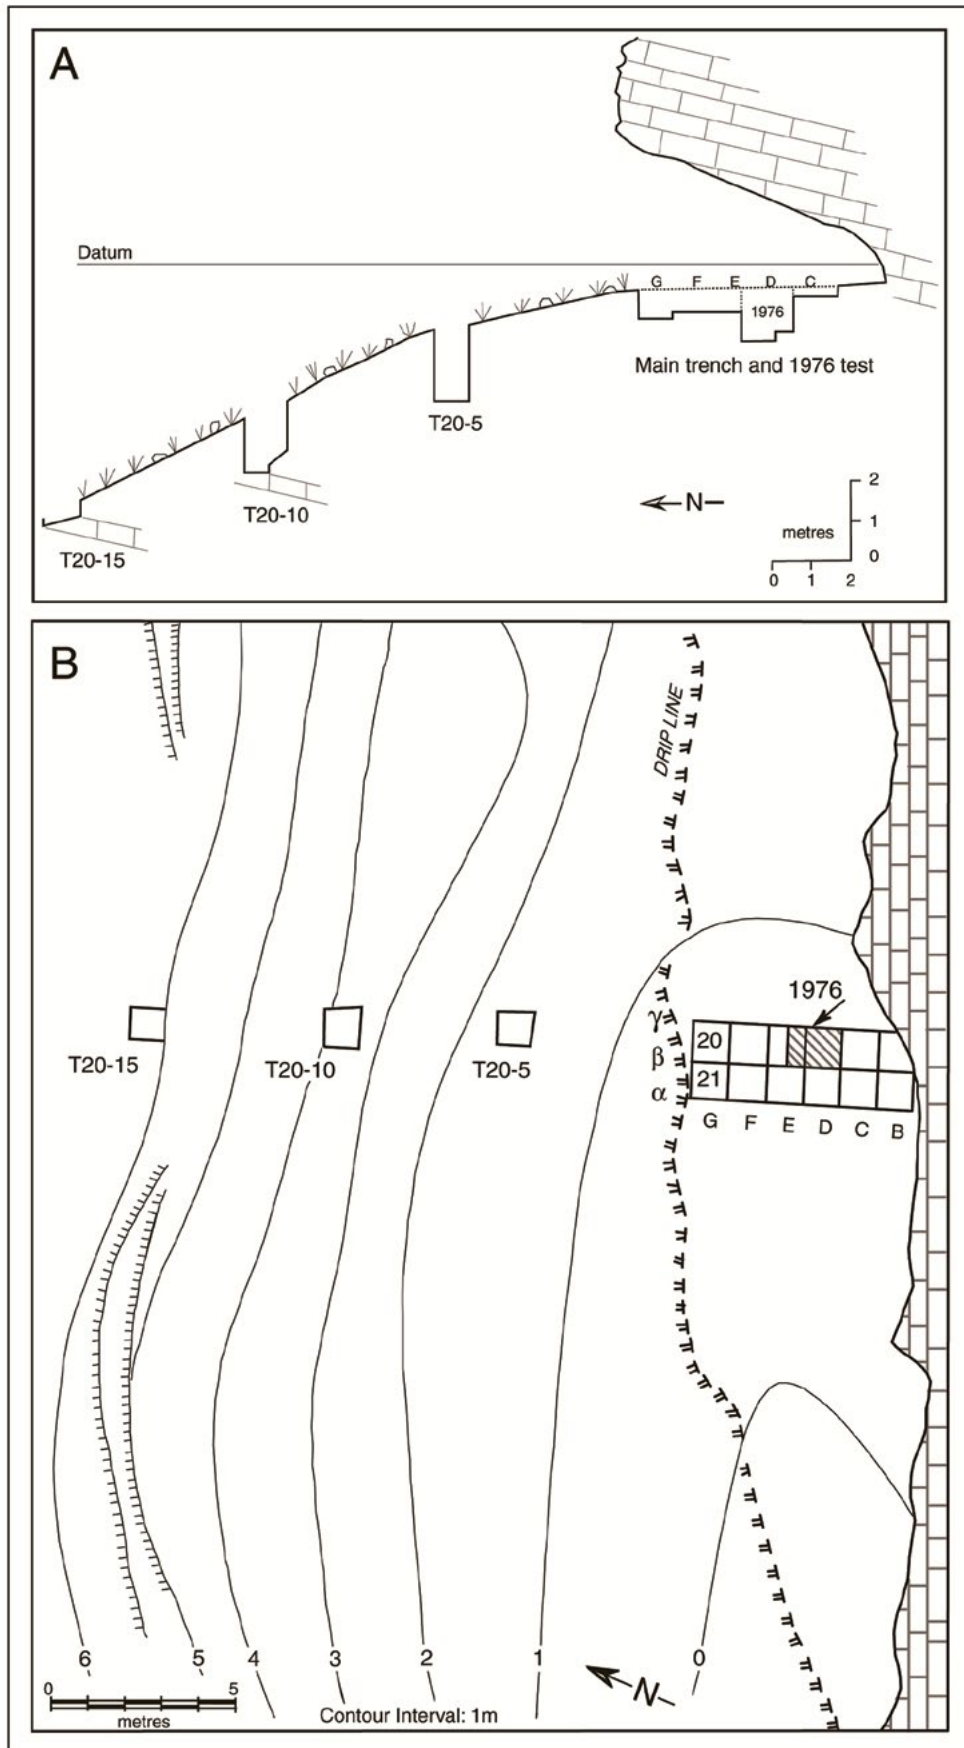 A
Datum
G F E D C
1976
Main trench and 1976 test
T20-5
T20-10
T20-15
N
metres
2
1
0
0 1 2
B
DRIP LINE
1976
γ
β
α
20
21
G F E D C B
T20-15
T20-10
T20-5
6 5 4 3 2 1 0
0 5
metres
Contour Interval: 1m
N